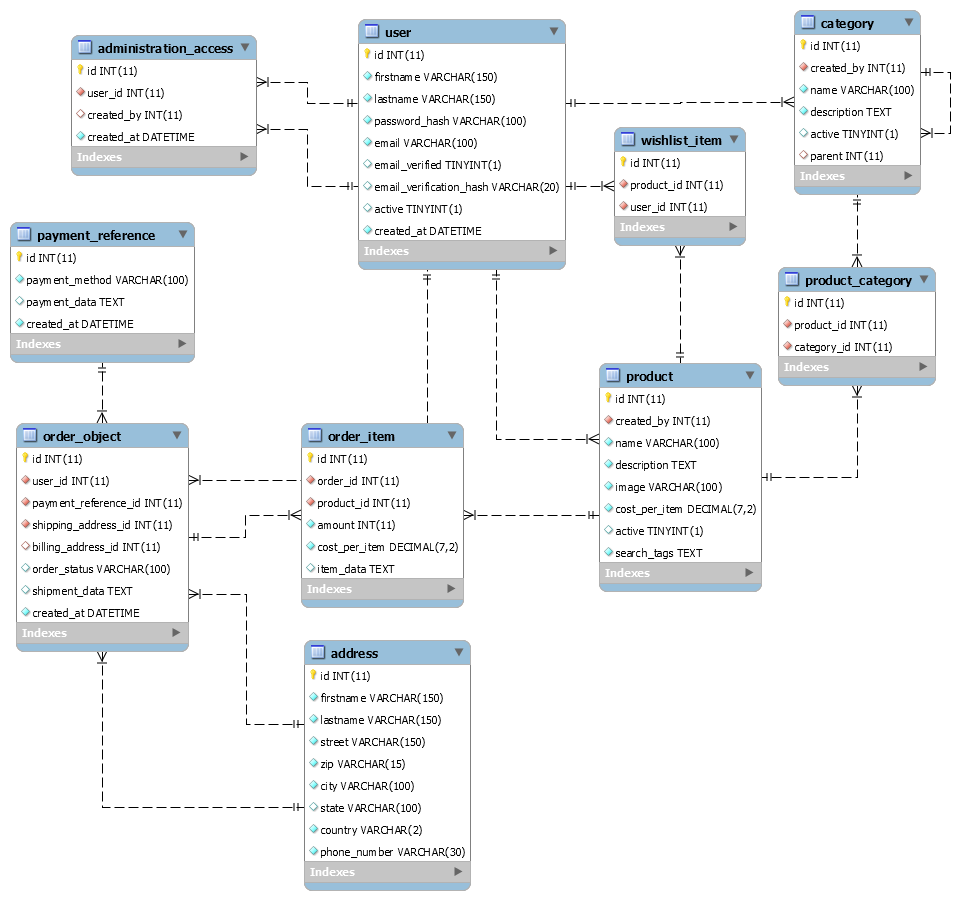 administration_access
id INT(11)
user_id INT(11)
created_by INT(11)
created_at DATETIME
Indexes
user
id INT(11)
firstname VARCHAR(150)
lastname VARCHAR(150)
password_hash VARCHAR(100)
email VARCHAR(100)
email_verified TINYINT(1)
email_verification_hash VARCHAR(20)
active TINYINT(1)
created_at DATETIME
Indexes
category
id INT(11)
created_by INT(11)
name VARCHAR(100)
description TEXT
active TINYINT(1)
parent INT(11)
Indexes
wishlist_item
id INT(11)
product_id INT(11)
user_id INT(11)
Indexes
payment_reference
id INT(11)
payment_method VARCHAR(100)
payment_data TEXT
created_at DATETIME
Indexes
product_category
id INT(11)
product_id INT(11)
category_id INT(11)
Indexes
product
id INT(11)
created_by INT(11)
name VARCHAR(100)
description TEXT
image VARCHAR(100)
cost_per_item DECIMAL(7,2)
active TINYINT(1)
search_tags TEXT
Indexes
order_object
id INT(11)
user_id INT(11)
payment_reference_id INT(11)
shipping_address_id INT(11)
billing_address_id INT(11)
order_status VARCHAR(100)
shipment_data TEXT
created_at DATETIME
Indexes
order_item
id INT(11)
order_id INT(11)
product_id INT(11)
amount INT(11)
cost_per_item DECIMAL(7,2)
item_data TEXT
Indexes
address
id INT(11)
firstname VARCHAR(150)
lastname VARCHAR(150)
street VARCHAR(150)
zip VARCHAR(15)
city VARCHAR(100)
state VARCHAR(100)
country VARCHAR(2)
phone_number VARCHAR(30)
Indexes